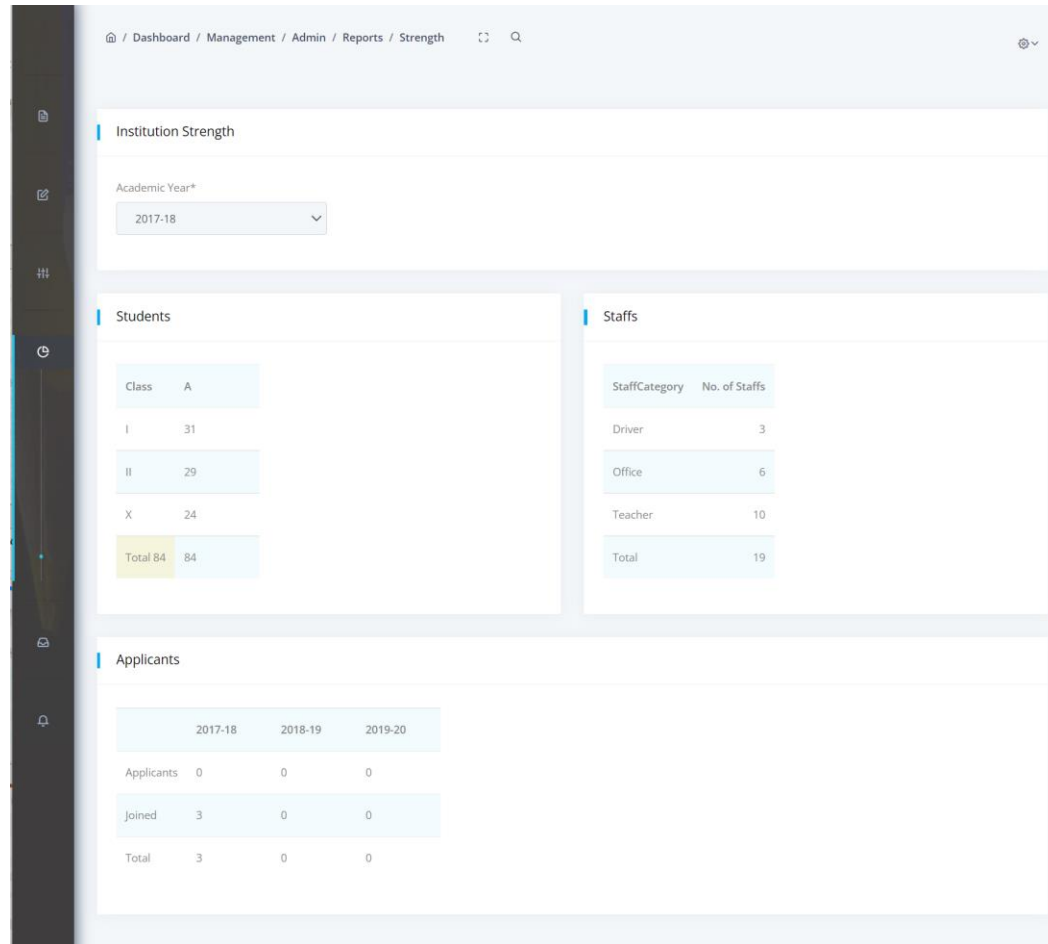 / Dashboard / Management / Admin / Reports / Strength
Institution Strength
Academic Year*
2017-18
Students
Class A
I 31
II 29
X 24
Total 84 84
Staffs
StaffCategory No. of Staffs
Driver 3
Office 6
Teacher 10
Total 19
Applicants
2017-18 2018-19 2019-20
Applicants 0 0 0
Joined 3 0 0
Total 3 0 0